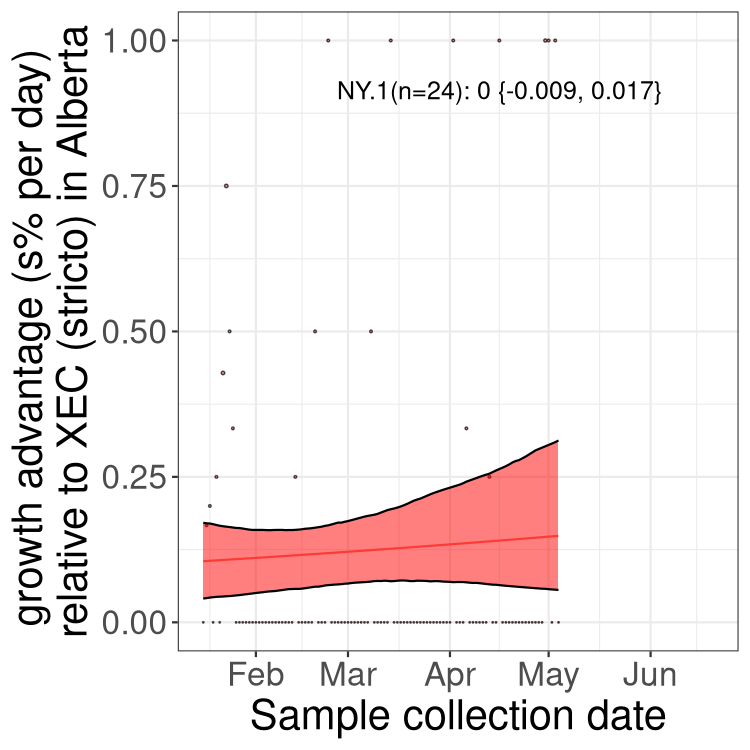 growth advantage (s% per day)
relative to XEC (stricto) in Alberta
1.00
0.75
0.50
0.25
0.00
NY.1(n=24): 0 {-0.009, 0.017}
Feb Mar Apr May Jun
Sample collection date